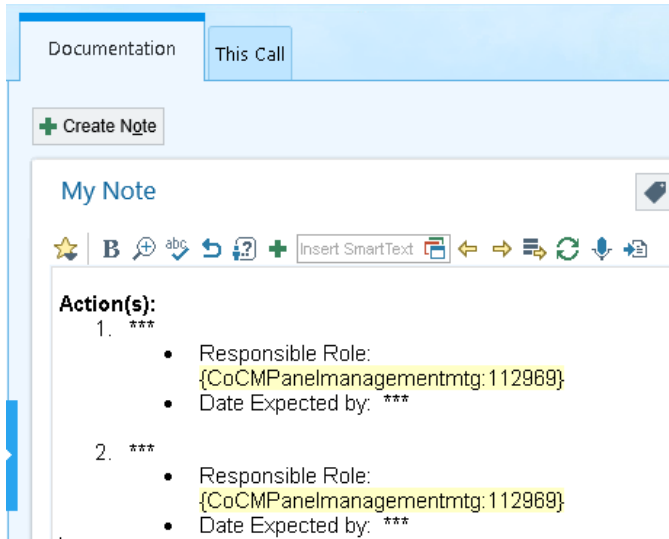 Documentation
This Call
Create Note
My Note
B abc Insert SmartText
Action(s):
1. ***
• Responsible Role:
{CoCMPanelmanagementmtg:112969}
• Date Expected by: ***
2. ***
• Responsible Role:
{CoCMPanelmanagementmtg:112969}
• Date Expected by: ***